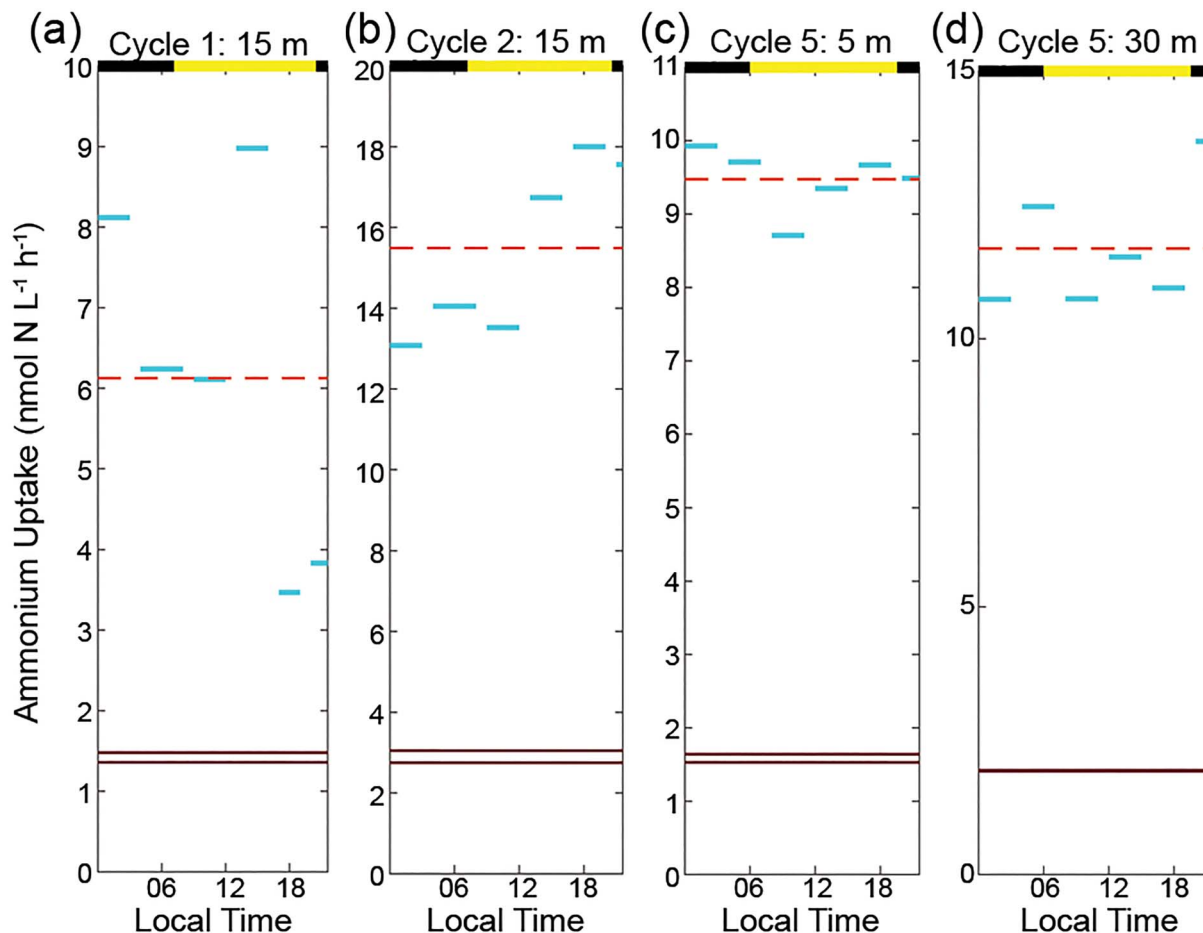 (a) Cycle 1: 15 m
(b) Cycle 2: 15 m
(c) Cycle 5: 5 m
(d) Cycle 5: 30 m
Ammonium Uptake (nmol N L⁻¹ h⁻¹)
10
9
8
7
6
5
4
3
2
1
0
06 12 18
Local Time
20
18
16
14
12
10
8
6
4
2
0
06 12 18
Local Time
11
10
9
8
7
6
5
4
3
2
1
0
06 12 18
Local Time
15
10
5
0
06 12 18
Local Time